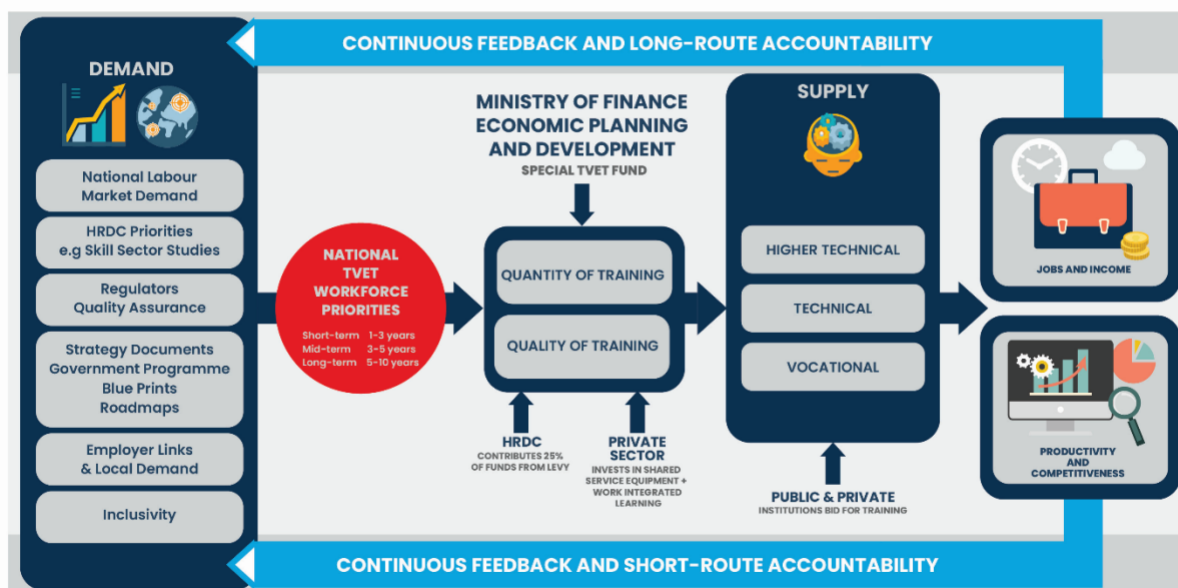 CONTINUOUS FEEDBACK AND LONG-ROUTE ACCOUNTABILITY
DEMAND
National Labour
Market Demand
HRDC Priorities
e.g Skill Sector Studies
Regulators
Quality Assurance
Strategy Documents
Government Programme
Blue Prints
Roadmaps
Employer Links
& Local Demand
Inclusivity
NATIONAL
TVET
WORKFORCE
PRIORITIES
Short-term 1-3 years
Mid-term 3-5 years
Long-term 5-10 years
MINISTRY OF FINANCE
ECONOMIC PLANNING
AND DEVELOPMENT
SPECIAL TVET FUND
QUANTITY OF TRAINING
QUALITY OF TRAINING
HRDC
CONTRIBUTES 25%
OF FUNDS FROM LEVY
PRIVATE
SECTOR
INVESTS IN SHARED
SERVICE EQUIPMENT +
WORK INTEGRATED
LEARNING
SUPPLY
HIGHER TECHNICAL
TECHNICAL
VOCATIONAL
PUBLIC & PRIVATE
INSTITUTIONS BID FOR TRAINING
JOBS AND INCOME
PRODUCTIVITY
AND
COMPETITIVENESS
CONTINUOUS FEEDBACK AND SHORT-ROUTE ACCOUNTABILITY